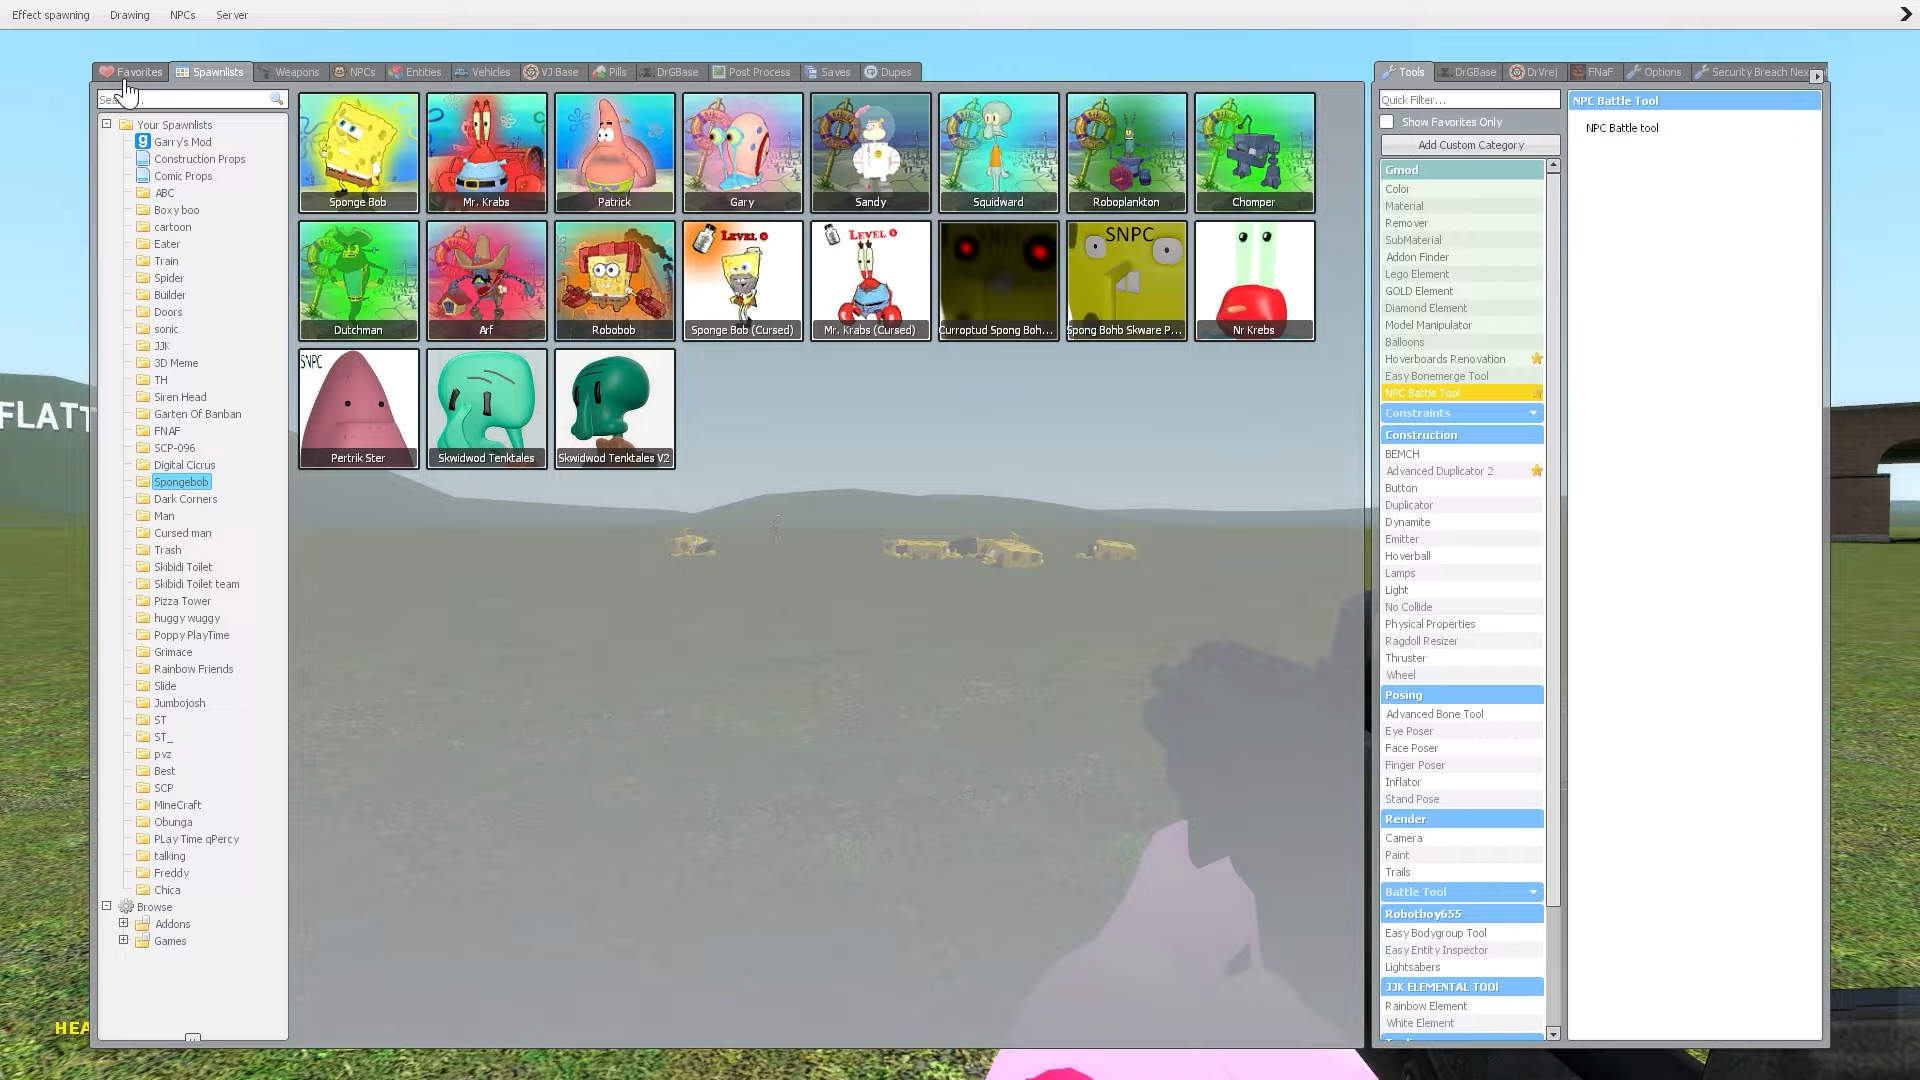 Effect spawning Drawing NPCs Server
Favorites Spawnlists Weapons NPCs Entities Vehicles VJ Base Pills DrGBase Post Process Saves Dupes
Your Spawnlists
Garry's Mod
Construction Props
Comic Props
ABC
Boxy boo
cartoon
Eater
Train
Spider
Builder
Doors
sonic
JJK
3D Meme
TH
Siren Head
Garten Of Banban
FNAF
SCP-096
Digital Cicrus
Spongebob
Dark Corners
Man
Cursed man
Trash
Skibidi Toilet
Skibidi Toilet team
Pizza Tower
huggy wuggy
Poppy PlayTime
Grimace
Rainbow Friends
Slide
Jumbojosh
ST
ST_
pvz
Best
SCP
MineCraft
Obunga
PLay Time qPercy
talking
Freddy
Chica
Browse
Addons
Games
Sponge Bob Mr. Krabs Patrick Gary Sandy Squidward Roboplankton Chomper
LEVEL 0 LEVEL 0 SNPC
Dutchman Arf Robobob Sponge Bob (Cursed) Mr. Krabs (Cursed) Curroptud Spong Boh... Spong Bohb Skware P... Nr Krebs
SNPC
Pertrik Ster Skwidwod Tenktales Skwidwod Tenktales V2
Tools DrGBase DrVrej FNaF Options Security Breach Nex
Quick Filter...
Show Favorites Only
Add Custom Category
Gmod
Color
Material
Remover
SubMaterial
Addon Finder
Lego Element
GOLD Element
Diamond Element
Model Manipulator
Balloons
Hoverboards Renovation
Easy Bonemerge Tool
NPC Battle Tool
Constraints
Construction
BEMCH
Advanced Duplicator 2
Button
Duplicator
Dynamite
Emitter
Hoverball
Lamps
Light
No Collide
Physical Properties
Ragdoll Resizer
Thruster
Wheel
Posing
Advanced Bone Tool
Eye Poser
Face Poser
Finger Poser
Inflator
Stand Pose
Render
Camera
Paint
Trails
Battle Tool
Robotboy655
Easy Bodygroup Tool
Easy Entity Inspector
Lightsabers
JJK ELEMENTAL TOOl
Rainbow Element
White Element
NPC Battle Tool
NPC Battle tool
FLAT
HEA